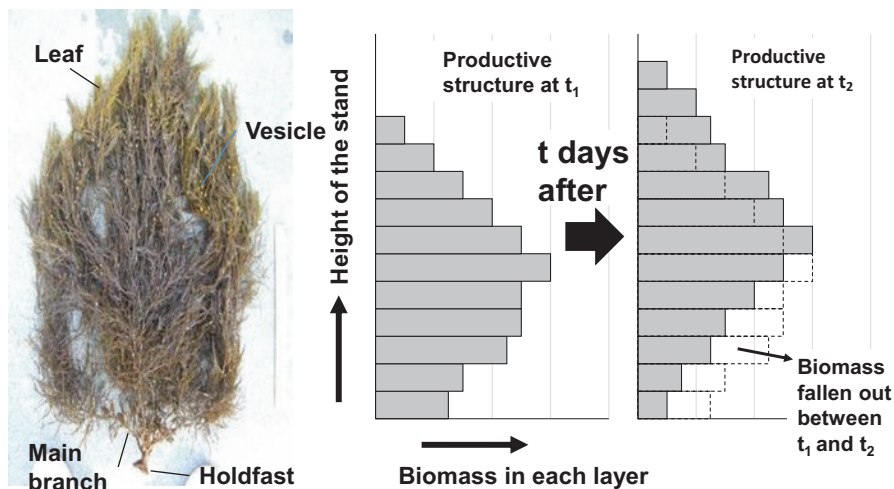 Leaf
Vesicle
Main
branch
Holdfast
Height of the stand
Productive
structure at t₁
t days
after
Productive
structure at t₂
Biomass
fallen out
between
t₁ and t₂
Biomass in each layer